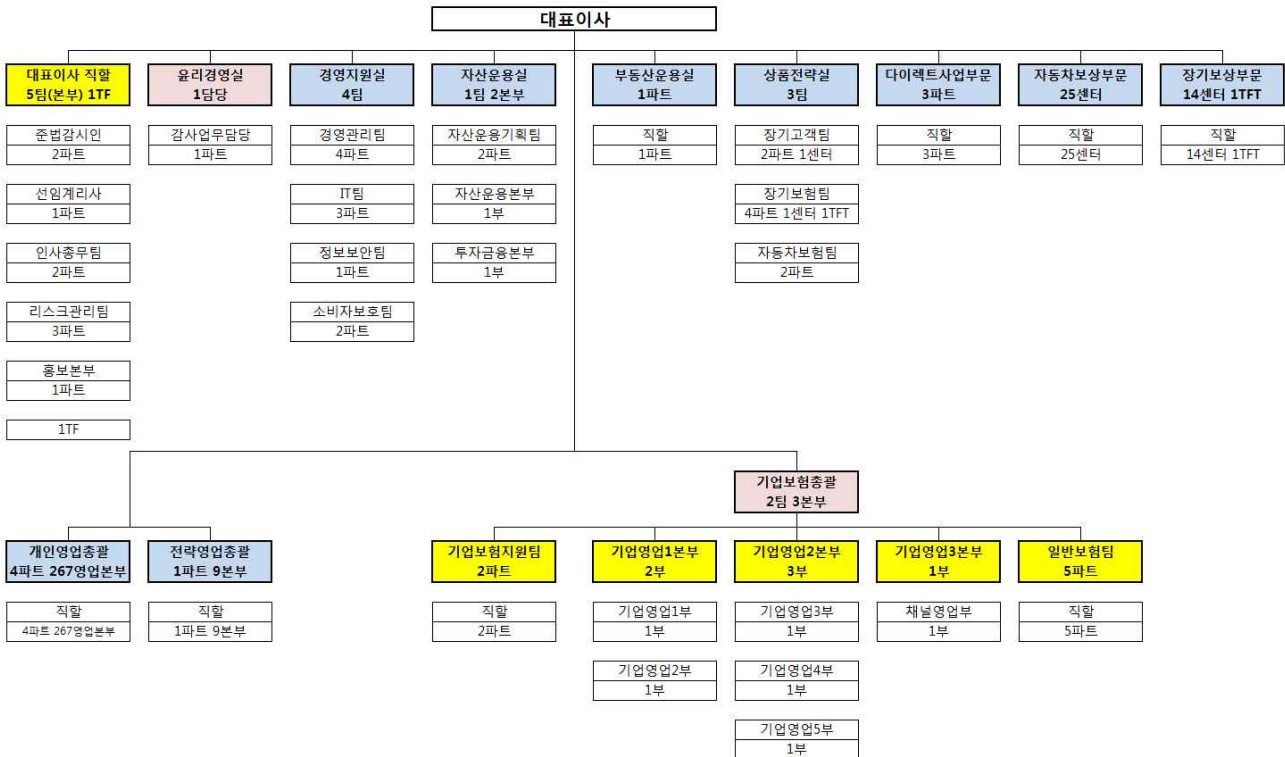 대표이사
대표이사 직할
5팀(본부) 1TF
준법감시인
2파트
선임계리사
1파트
인사총무팀
2파트
리스크관리팀
3파트
홍보본부
1파트
1TF
윤리경영실
1담당
감사업무담당
1파트
경영지원실
4팀
경영관리팀
4파트
IT팀
3파트
정보보안팀
1파트
소비자보호팀
2파트
자산운용실
1팀 2본부
자산운용기획팀
2파트
자산운용본부
1부
투자금융본부
1부
부동산운용실
1파트
직할
1파트
상품전략실
3팀
장기고객팀
2파트 1센터
장기보험팀
4파트 1센터 1TFT
자동차보험팀
2파트
다이렉트사업부문
3파트
직할
3파트
자동차보상부문
25센터
직할
25센터
장기보상부문
14센터 1TFT
직할
14센터 1TFT
개인영업총괄
4파트 267영업본부
직할
4파트 267영업본부
전략영업총괄
1파트 9본부
직할
1파트 9본부
기업보험총괄
2팀 3본부
기업보험지원팀
2파트
직할
2파트
기업영업1본부
2부
기업영업1부
1부
기업영업2부
1부
기업영업2본부
3부
기업영업3부
1부
기업영업4부
1부
기업영업5부
1부
기업영업3본부
1부
채널영업부
1부
일반보험팀
5파트
직할
5파트